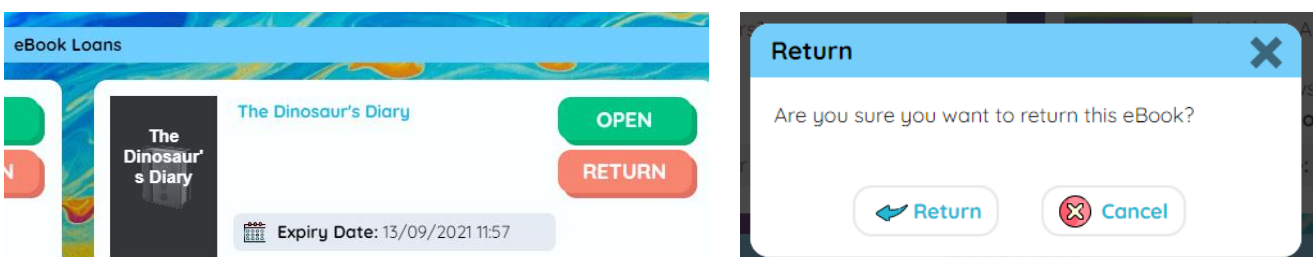 eBook Loans
N
The
Dinosaur'
s Diary
The Dinosaur's Diary
OPEN
RETURN
Expiry Date: 13/09/2021 11:57
Return
Are you sure you want to return this eBook?
Return
Cancel